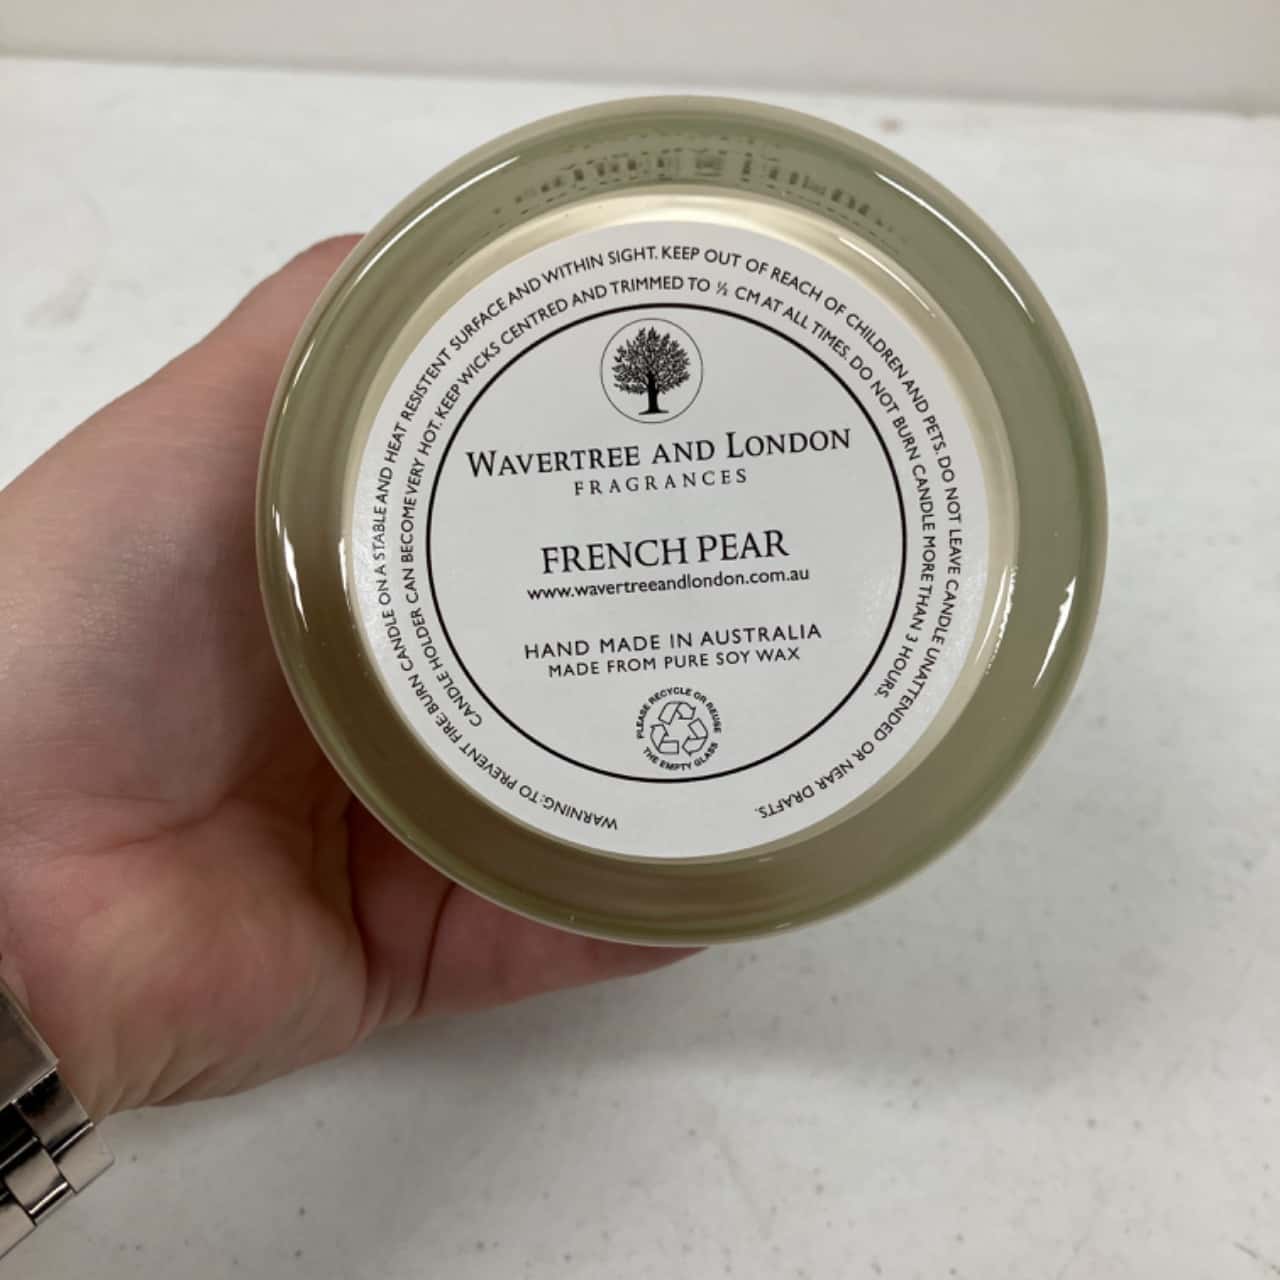 WARNING: TO PREVENT FIRE: BURN CANDLE ON A STABLE AND HEAT RESISTENT SURFACE AND WITHIN SIGHT. KEEP OUT OF REACH OF CHILDREN AND PETS. DO NOT LEAVE CANDLE UNATTENDED OR NEAR DRAFTS.
CANDLE HOLDER CAN BECOME VERY HOT. KEEP WICKS CENTRED AND TRIMMED TO ½ CM AT ALL TIMES. DO NOT BURN CANDLE MORE THAN 3 HOURS.
WAVERTREE AND LONDON
FRAGRANCES
FRENCH PEAR
www.wavertreeandlondon.com.au
HAND MADE IN AUSTRALIA
MADE FROM PURE SOY WAX
PLEASE RECYCLE OR REUSE
THE EMPTY GLASS